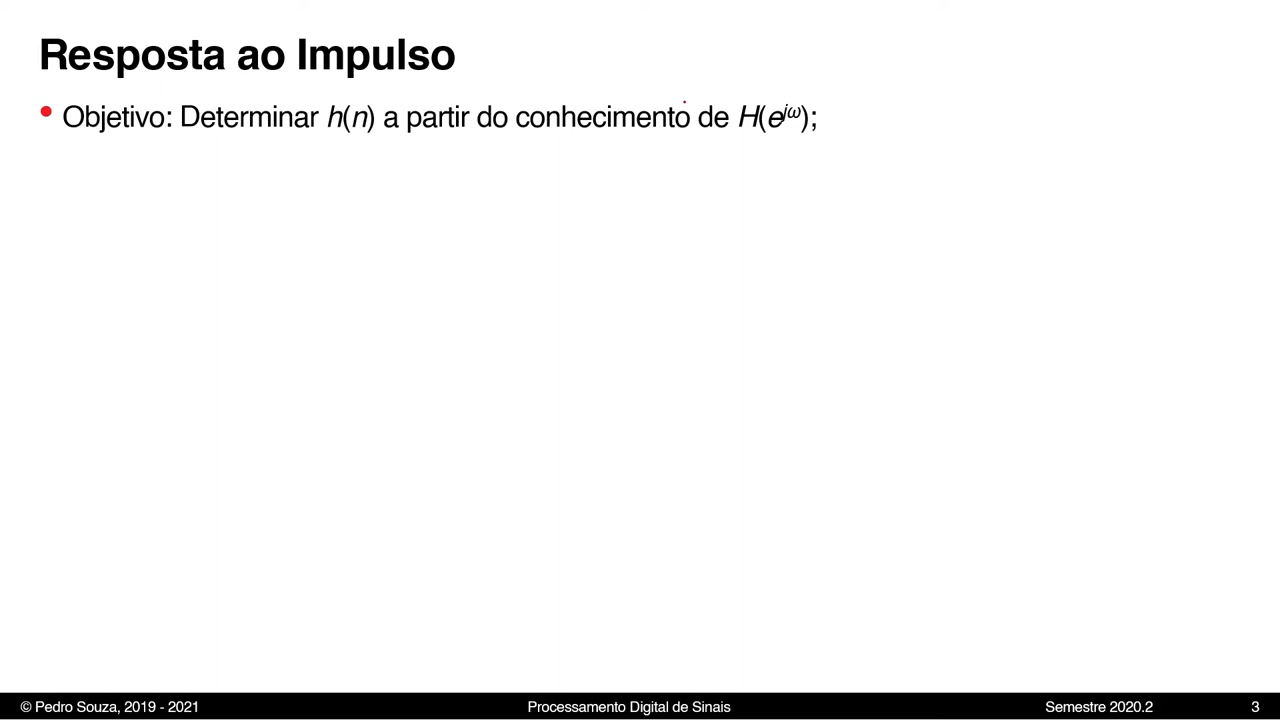 Resposta ao Impulso
• Objetivo: Determinar h(n) a partir do conhecimento de H(e^{jω});
© Pedro Souza, 2019 - 2021 Processamento Digital de Sinais Semestre 2020.2 3